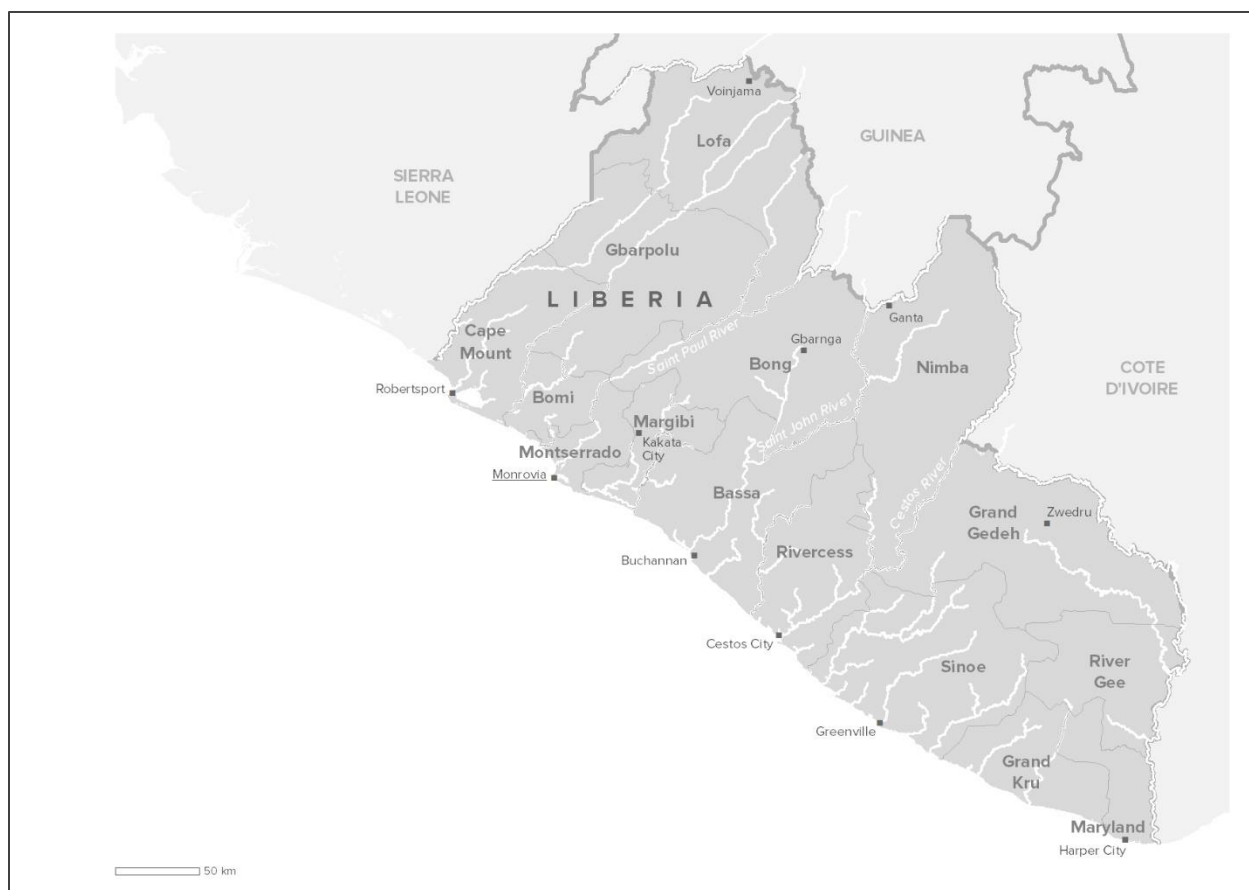 Voinjama
Lofa
GUINEA
SIERRA
LEONE
Gbarpolu
LIBERIA
Ganta
Cape
Mount
Saint Paul River
Gbarnga
Bong
Nimba
COTE
D'IVOIRE
Robertsport
Bomi
Margibi
Saint John River
Kakata
City
Montserrado
Monrovia
Bassa
Cestos River
Grand
Gedeh
Zwedru
Buchannan
Rivercess
Cestos City
Sinoe
River
Gee
Greenville
Grand
Kru
Maryland
Harper City
50 km